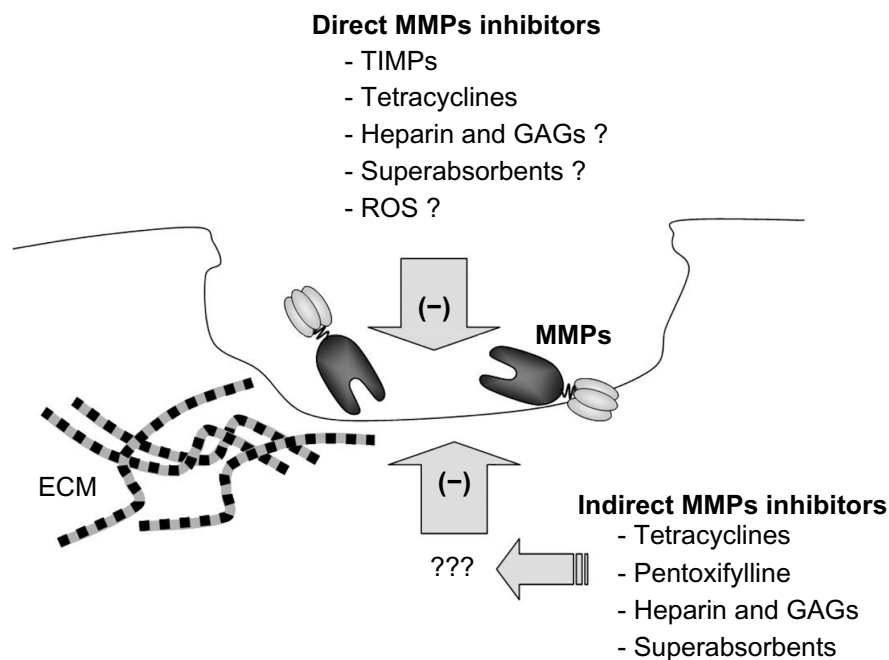 Direct MMPs inhibitors
- TIMPs
- Tetracyclines
- Heparin and GAGs ?
- Superabsorbents ?
- ROS ?
(−)
MMPs
ECM
(−)
Indirect MMPs inhibitors
- Tetracyclines
???
- Pentoxifylline
- Heparin and GAGs
- Superabsorbents